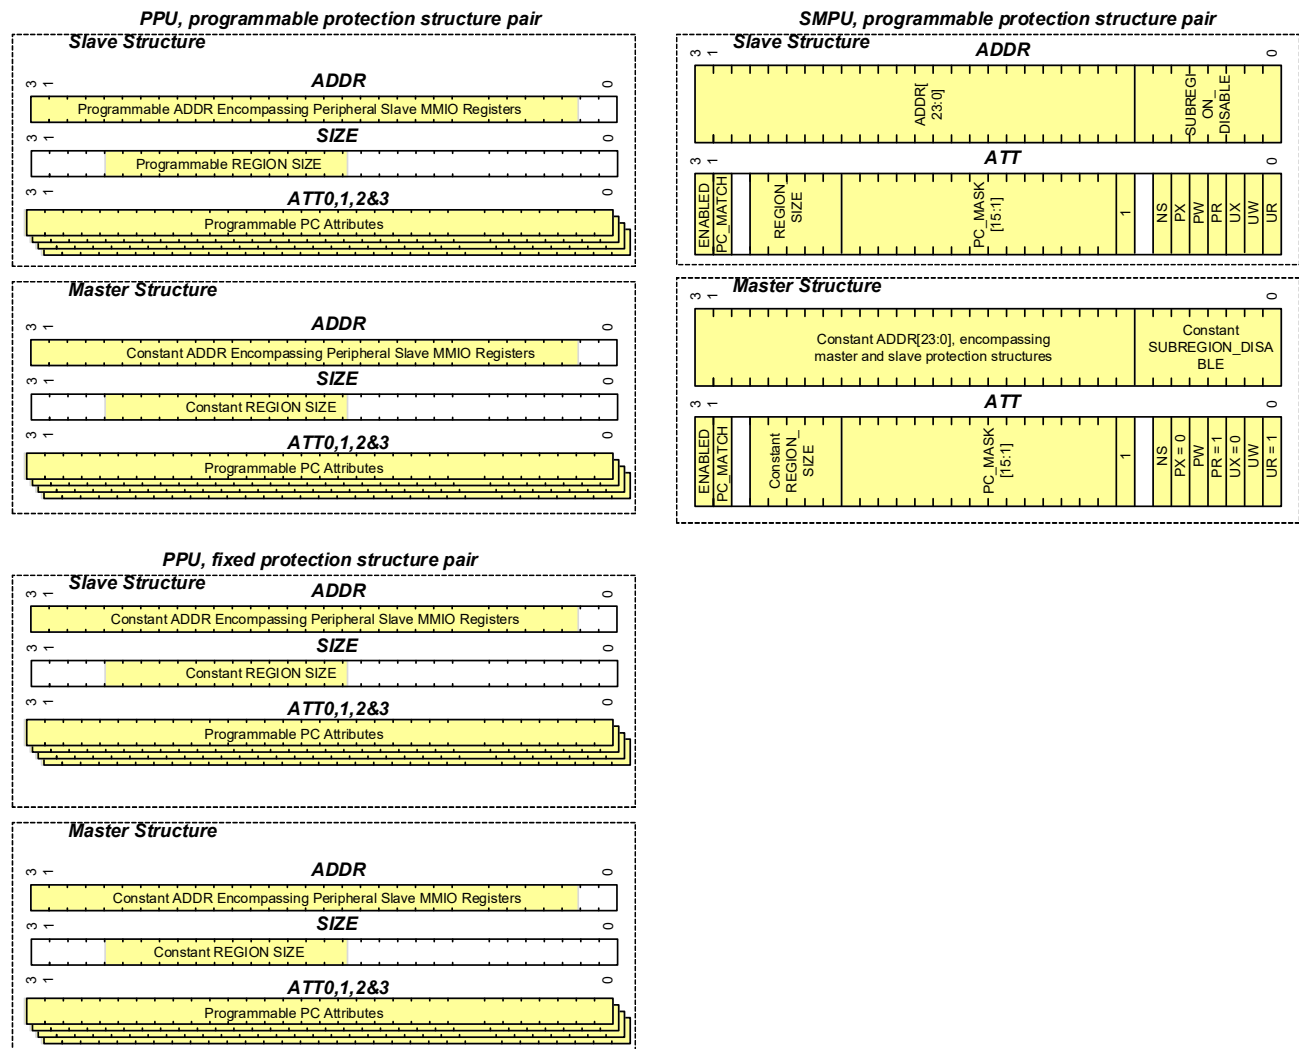 PPU, programmable protection structure pair
Slave Structure
ADDR
31
0
Programmable ADDR Encompassing Peripheral Slave MMIO Registers
SIZE
31
0
Programmable REGION SIZE
ATT0,1,2&3
31
0
Programmable PC Attributes
Master Structure
ADDR
31
0
Constant ADDR Encompassing Peripheral Slave MMIO Registers
SIZE
31
0
Constant REGION SIZE
ATT0,1,2&3
31
0
Programmable PC Attributes
SMPU, programmable protection structure pair
Slave Structure
ADDR
31
0
ADDR[
23:0]
SUBREGI
ON_
DISABLE
ATT
31
0
ENABLED
PC_MATCH
REGION_
SIZE
PC_MASK
[15:1]
1
NS
PX
PW
PR
UX
UW
UR
Master Structure
31
0
Constant ADDR[23:0], encompassing
master and slave protection structures
Constant
SUBREGION_DISA
BLE
ATT
31
0
ENABLED
PC_MATCH
Constant
REGION_
SIZE
PC_MASK
[15:1]
1
NS
PX = 0
PW
PR = 1
UX = 0
UW
UR = 1
PPU, fixed protection structure pair
Slave Structure
ADDR
31
0
Constant ADDR Encompassing Peripheral Slave MMIO Registers
SIZE
31
0
Constant REGION SIZE
ATT0,1,2&3
31
0
Programmable PC Attributes
Master Structure
ADDR
31
0
Constant ADDR Encompassing Peripheral Slave MMIO Registers
SIZE
31
0
Constant REGION SIZE
ATT0,1,2&3
31
0
Programmable PC Attributes